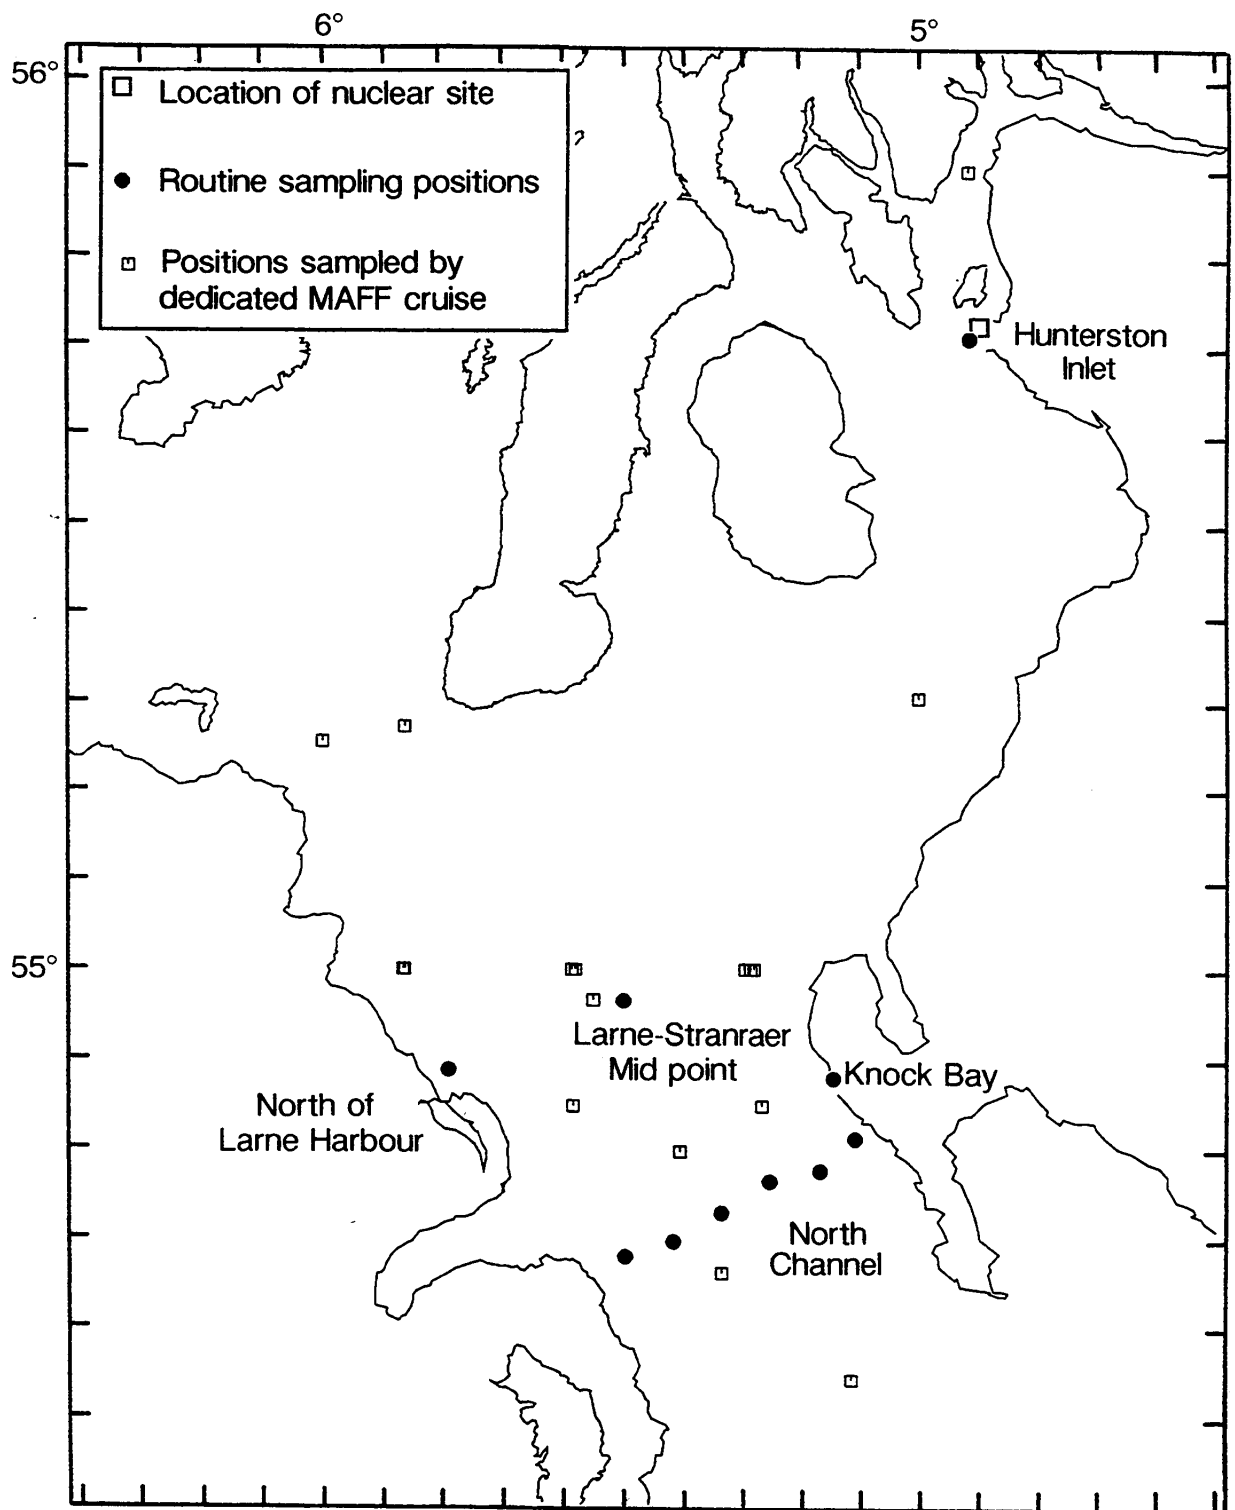 6°
5°
56°
Location of nuclear site
Routine sampling positions
Positions sampled by
dedicated MAFF cruise
Hunterston
Inlet
55°
Larne-Stranraer
Mid point
Knock Bay
North of
Larne Harbour
North
Channel